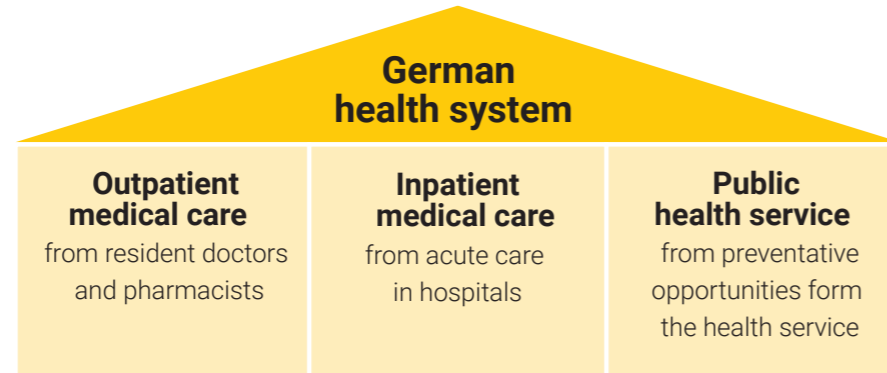 German
health system
Outpatient
medical care
from resident doctors
and pharmacists
Inpatient
medical care
from acute care
in hospitals
Public
health service
from preventative
opportunities form
the health service